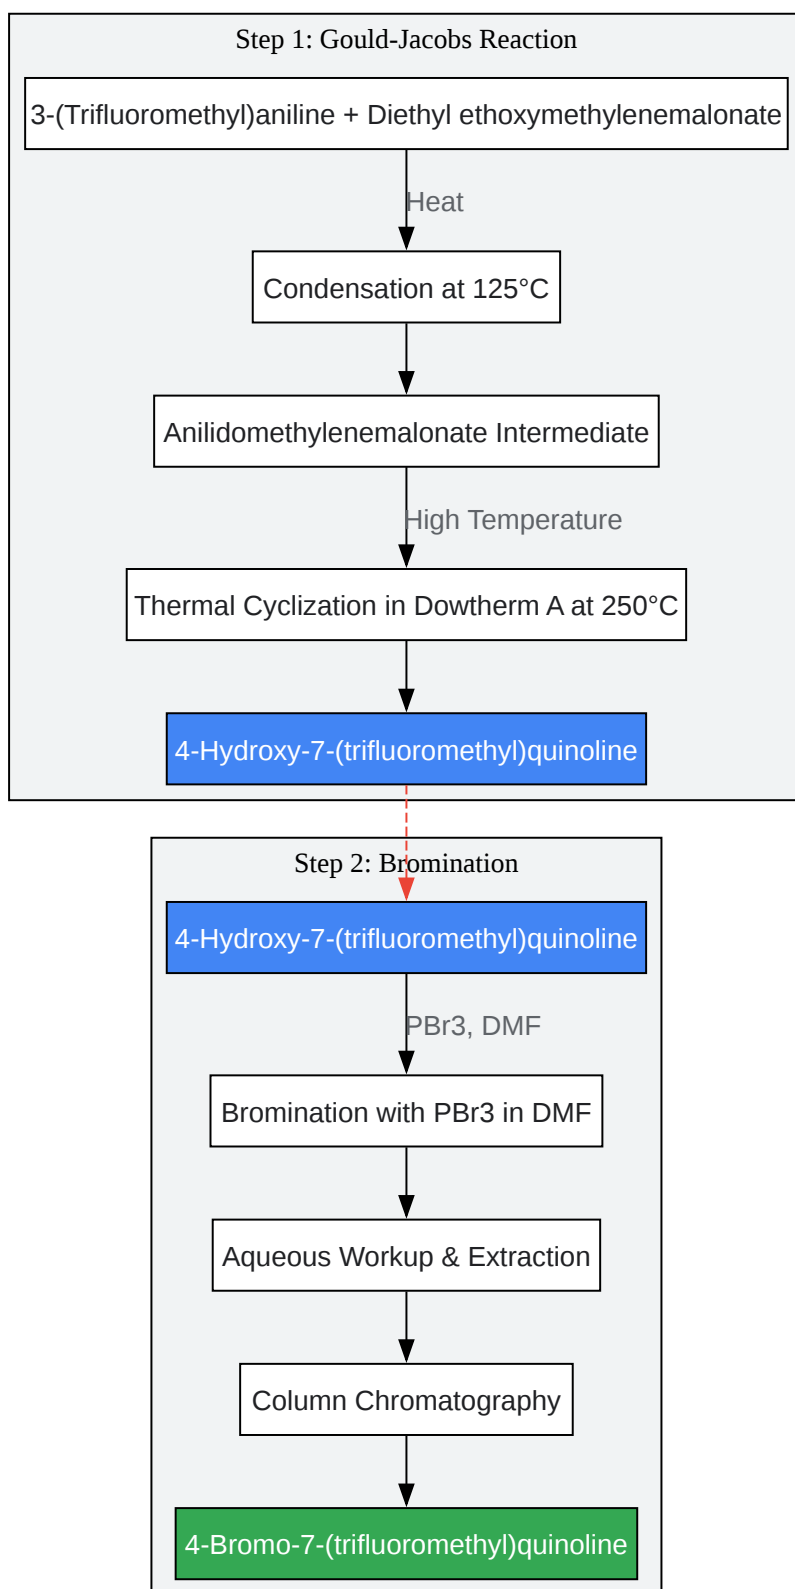 Step 1: Gould-Jacobs Reaction
3-(Trifluoromethyl)aniline + Diethyl ethoxymethylenemalonate
Heat
Condensation at 125°C
Anilidomethylenemalonate Intermediate
High Temperature
Thermal Cyclization in Dowtherm A at 250°C
4-Hydroxy-7-(trifluoromethyl)quinoline
Step 2: Bromination
4-Hydroxy-7-(trifluoromethyl)quinoline
PBr3, DMF
Bromination with PBr3 in DMF
Aqueous Workup & Extraction
Column Chromatography
4-Bromo-7-(trifluoromethyl)quinoline